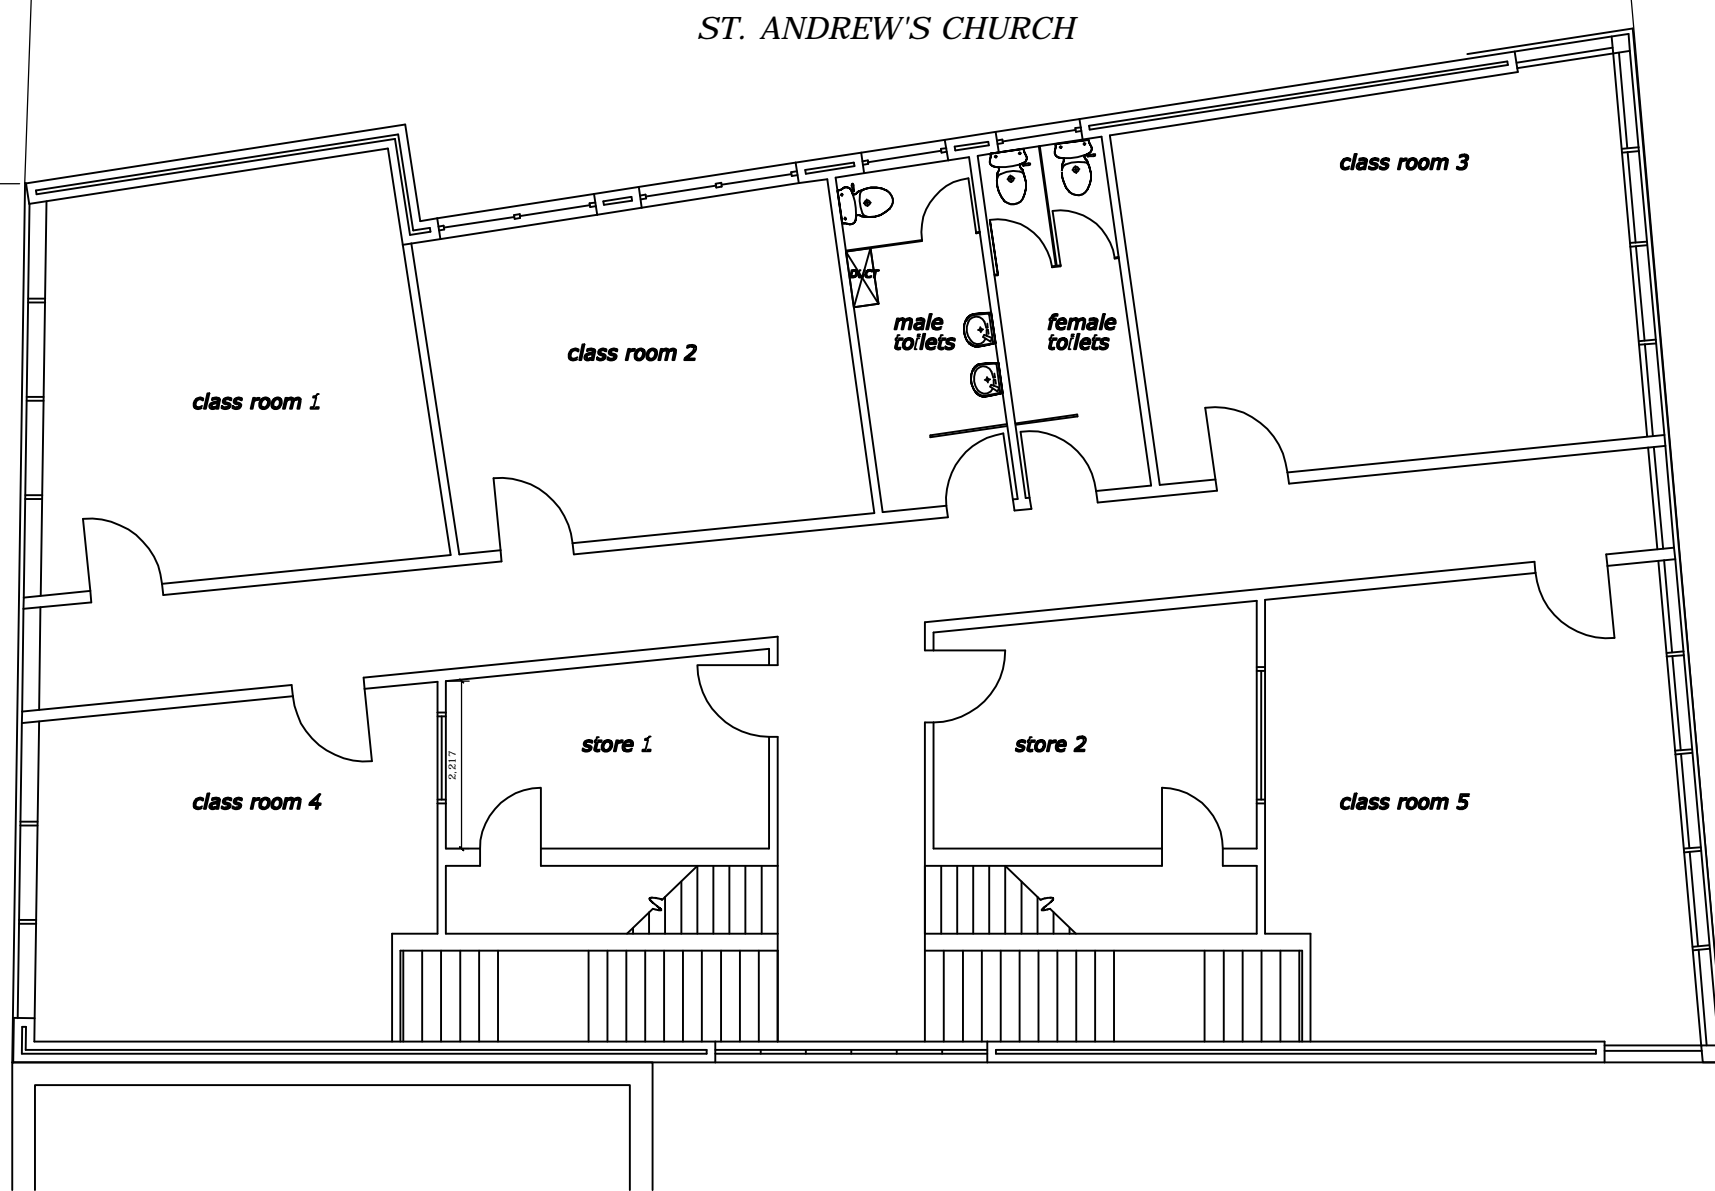 ST. ANDREW'S CHURCH
class room 3
DUCT
male
toilets
female
toilets
class room 2
class room 1
store 1
store 2
2.217
class room 4
class room 5